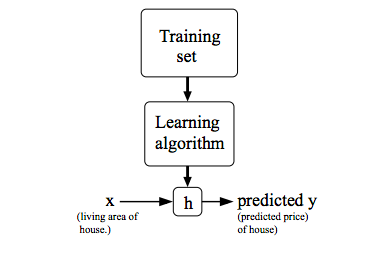 Training
set
Learning
algorithm
x
h
predicted y
(living area of
house.)
(predicted price)
of house)